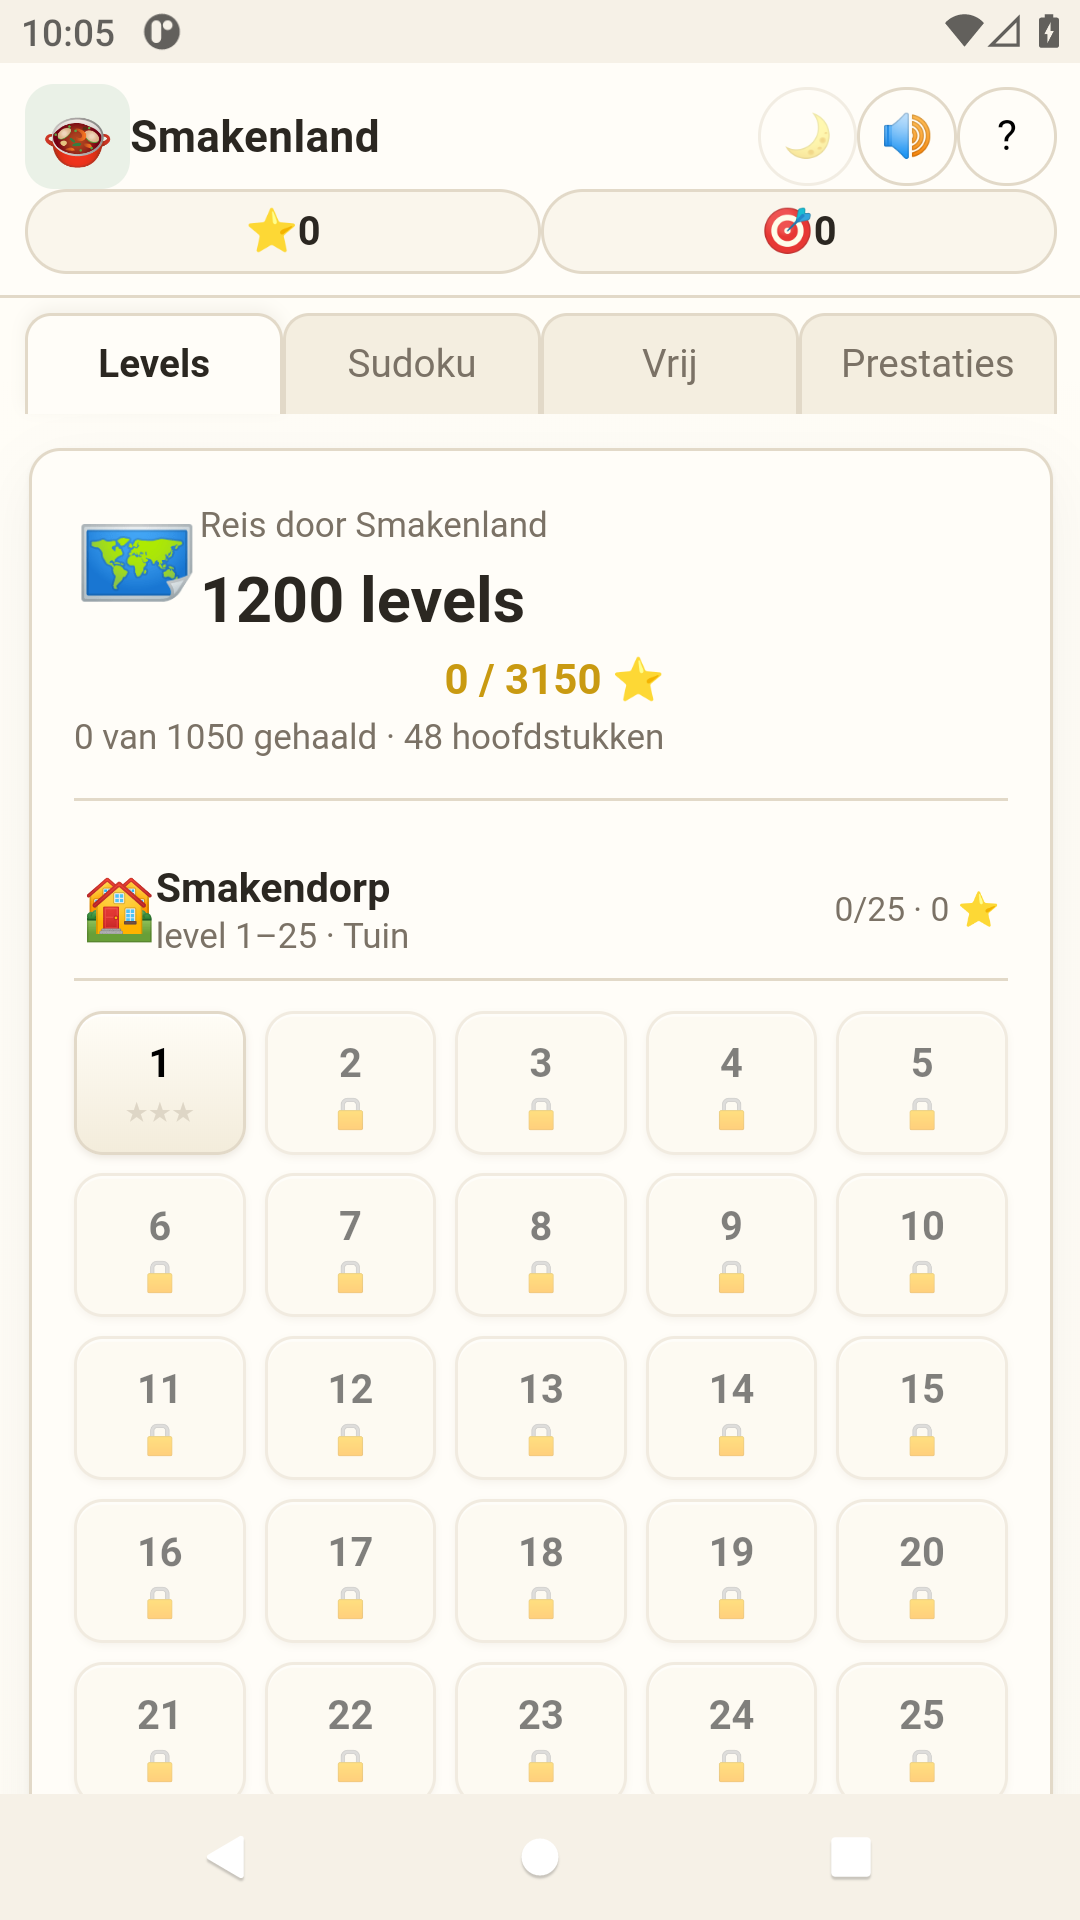 10:05
Smakenland
?
0
0
Levels
Sudoku
Vrij
Prestaties
Reis door Smakenland
1200 levels
0 / 3150 ⭐
0 van 1050 gehaald · 48 hoofdstukken
Smakendorp
level 1–25 · Tuin
0/25 · 0 ⭐
1
★★★
2
3
4
5
6
7
8
9
10
11
12
13
14
15
16
17
18
19
20
21
22
23
24
25